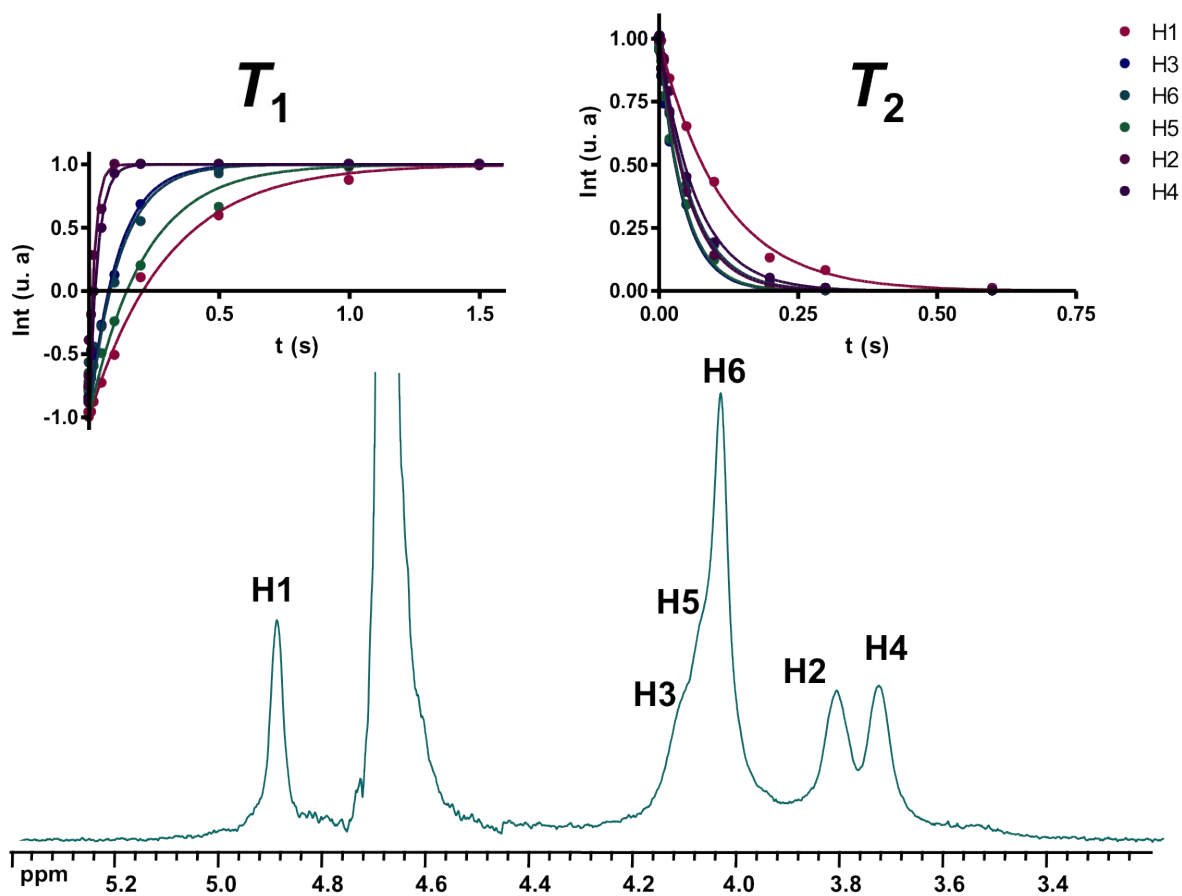 T1
Int (u. a)
1.0
0.5
0.0
-0.5
-1.0
0.5
1.0
1.5
t (s)
T2
Int (u. a)
1.00
0.75
0.50
0.25
0.00
0.00
0.25
0.50
0.75
t (s)
H1
H3
H6
H5
H2
H4
H6
H1
H5
H3
H2
H4
ppm 5.2 5.0 4.8 4.6 4.4 4.2 4.0 3.8 3.6 3.4